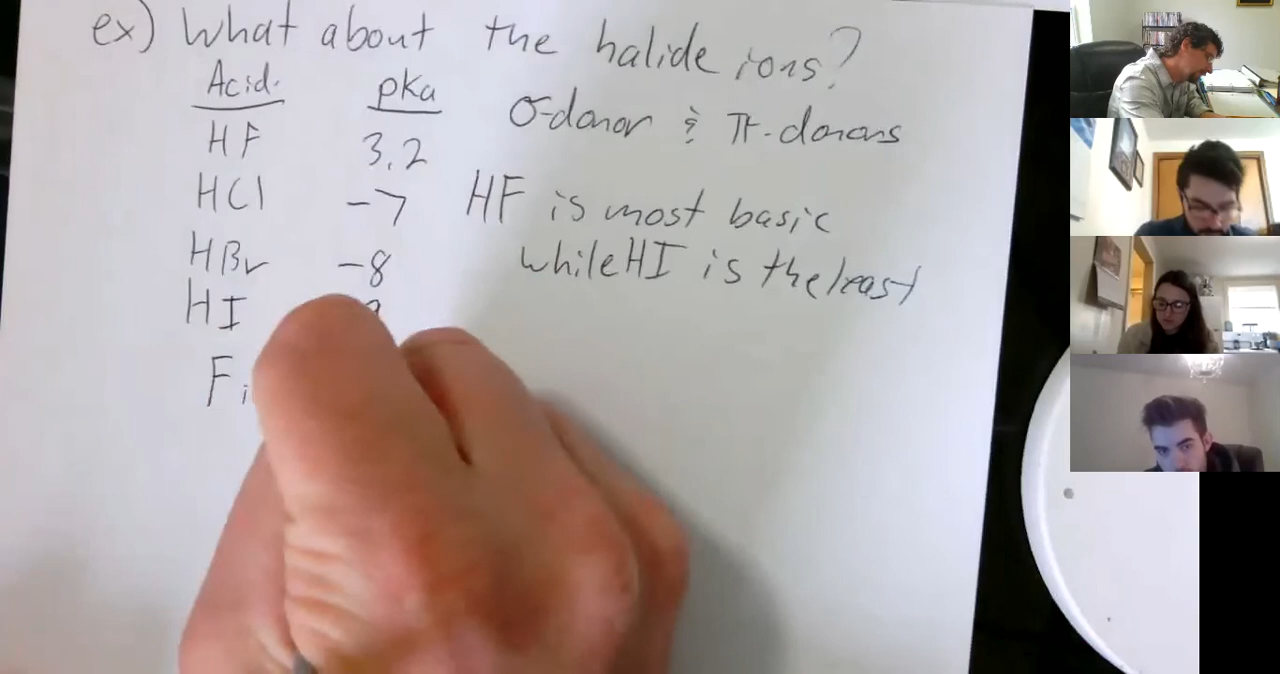 ex) What about the halide ions?
Acid. pKa σ-donor & π-donors
HF 3.2
HCl -7 HF is most basic
HBr -8 while HI is the least
HI
Fi